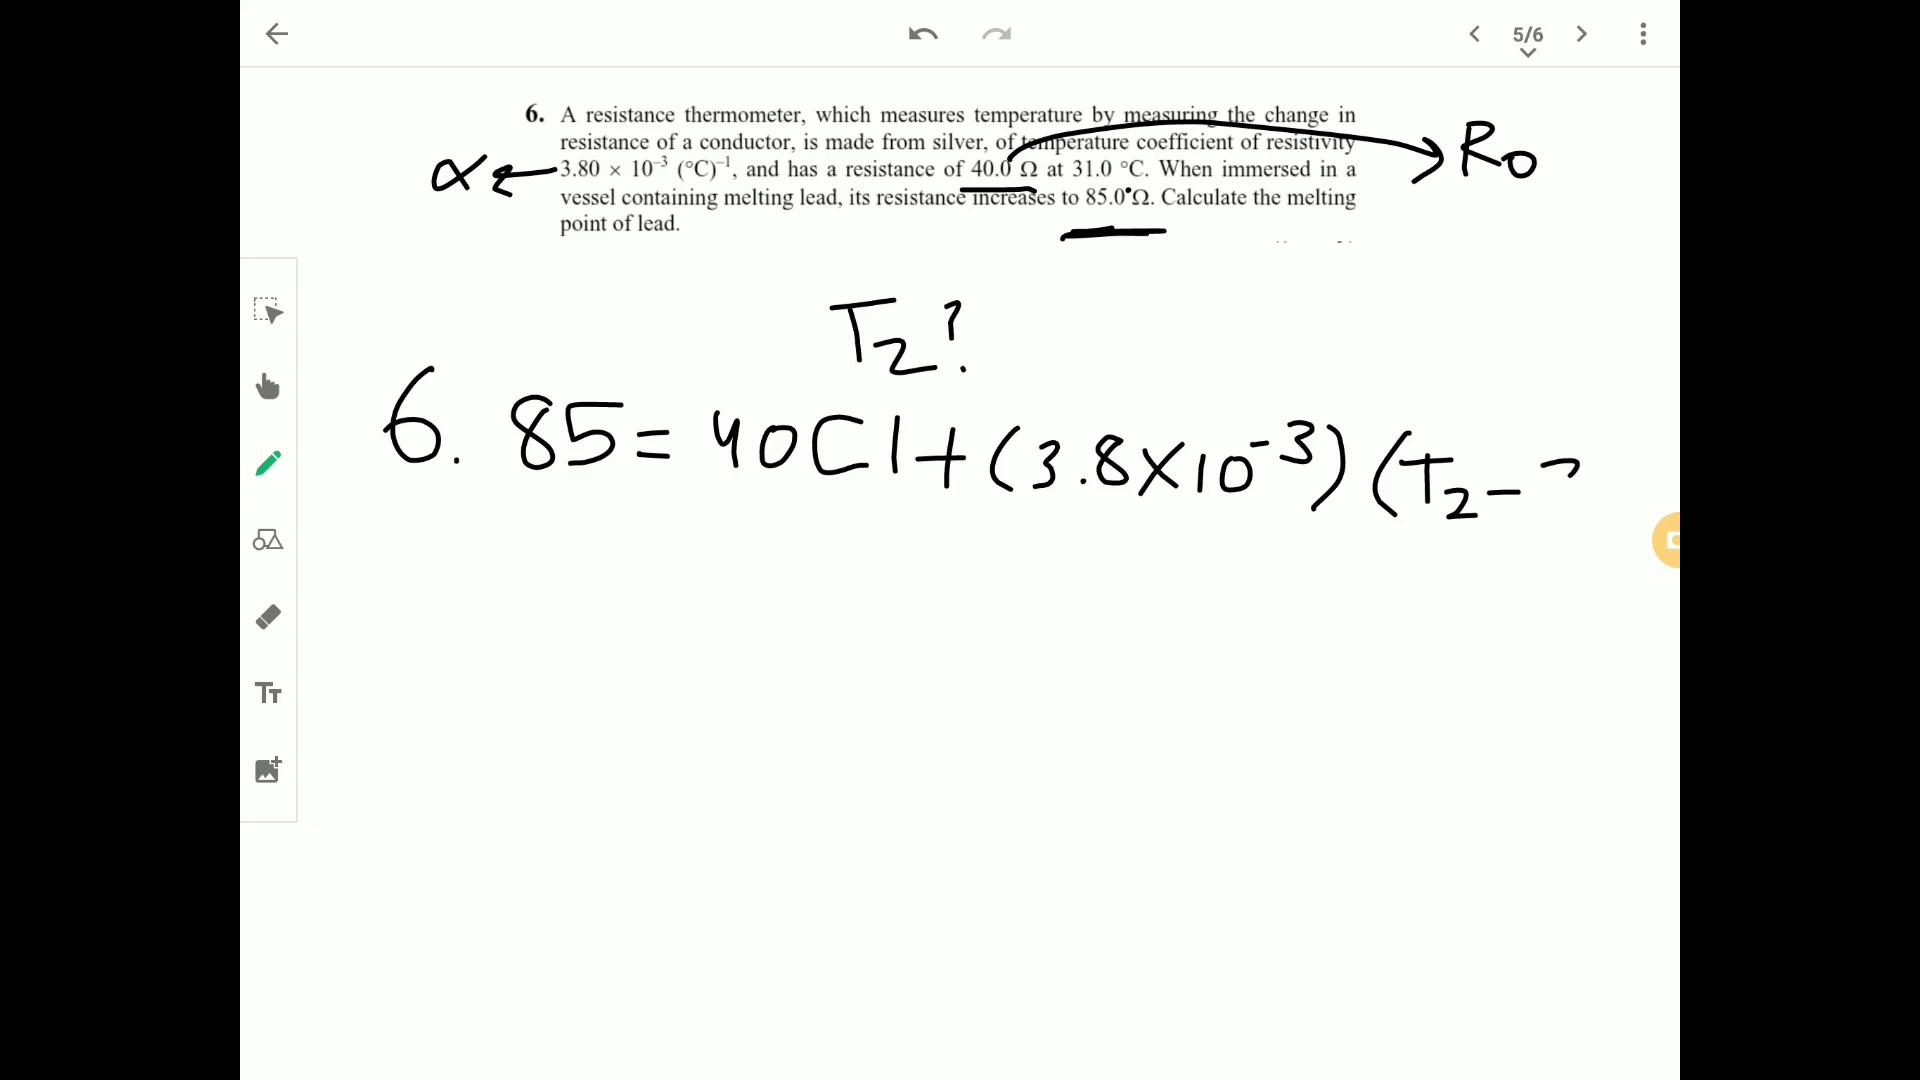 5/6
6. A resistance thermometer, which measures temperature by measuring the change in
resistance of a conductor, is made from silver, of temperature coefficient of resistivity
3.80 × 10⁻³ (°C)⁻¹, and has a resistance of 40.0 Ω at 31.0 °C. When immersed in a
vessel containing melting lead, its resistance increases to 85.0 Ω. Calculate the melting
point of lead.
α
R₀
T₂?
6. 85 = 40[1 + (3.8×10⁻³)(T₂ -
Tт